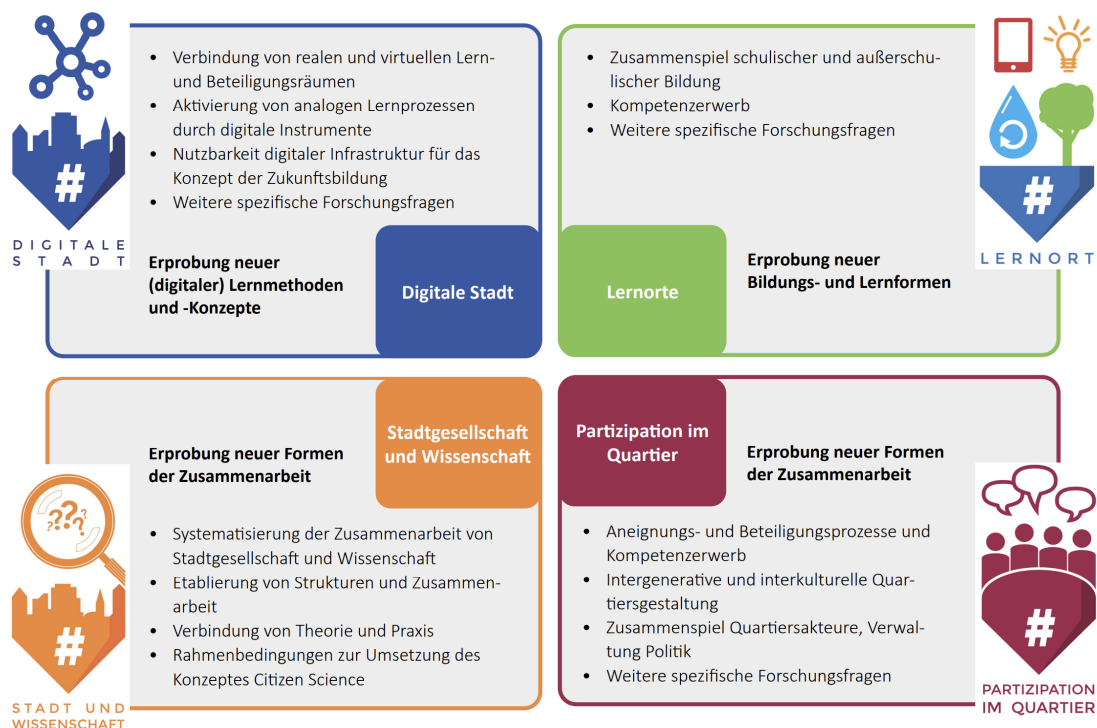 • Verbindung von realen und virtuellen Lern-
und Beteiligungsräumen
• Aktivierung von analogen Lernprozessen
durch digitale Instrumente
• Nutzbarkeit digitaler Infrastruktur für das
Konzept der Zukunftsbildung
• Weitere spezifische Forschungsfragen
#
DIGITALE
STADT
Erprobung neuer
(digitaler) Lernmethoden
und -Konzepte
Digitale Stadt
• Zusammenspiel schulischer und außerschu-
lischer Bildung
• Kompetenzerwerb
• Weitere spezifische Forschungsfragen
#
LERNORT
Lernorte
Erprobung neuer
Bildungs- und Lernformen
Stadtgesellschaft
und Wissenschaft
Erprobung neuer Formen
der Zusammenarbeit
???
??
• Systematisierung der Zusammenarbeit von
Stadtgesellschaft und Wissenschaft
• Etablierung von Strukturen und Zusammen-
arbeit
• Verbindung von Theorie und Praxis
• Rahmenbedingungen zur Umsetzung des
Konzeptes Citizen Science
#
STADT UND
WISSENSCHAFT
Partizipation im
Quartier
Erprobung neuer Formen
der Zusammenarbeit
• Aneignungs- und Beteiligungsprozesse und
Kompetenzerwerb
• Intergenerative und interkulturelle Quar-
tiersgestaltung
• Zusammenspiel Quartiersakteure, Verwal-
tung Politik
• Weitere spezifische Forschungsfragen
#
PARTIZIPATION
IM QUARTIER